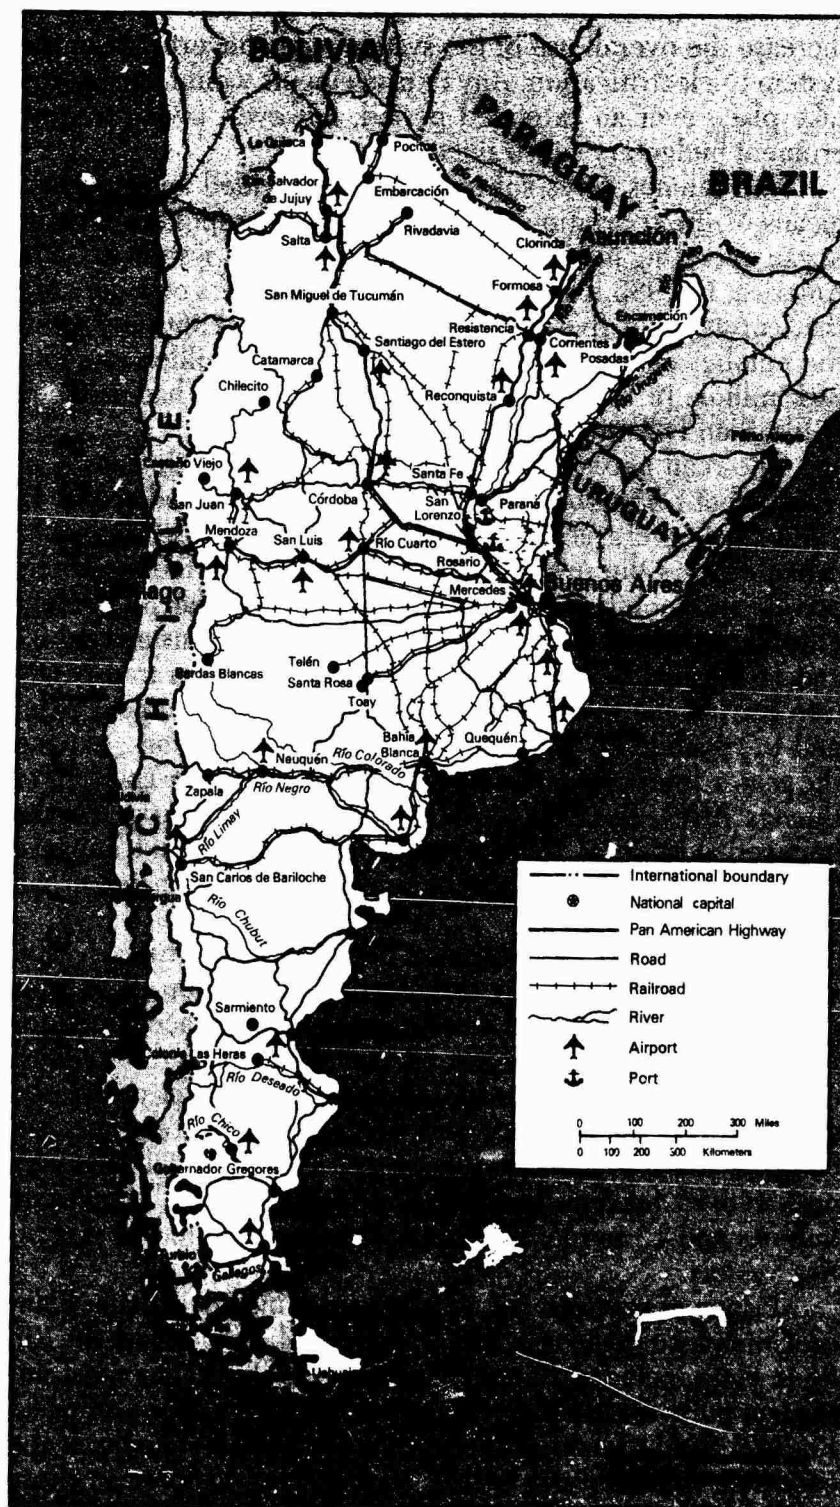 BOLIVIA
PARAGUAY
BRAZIL
La Quiaca
Pocitos
San Salvador
de Jujuy
Embarcación
Rivadavia
Salta
Clorinda
Asunción
Formosa
San Miguel de Tucumán
Resistencia
Corrientes
Encarnación
Posadas
Santiago del Estero
Catamarca
Chilecito
Reconquista
Río Uruguay
CHILE
Viejo
San Juan
Córdoba
Santa Fe
Paraná
San
Lorenzo
URUGUAY
Mendoza
San Luis
Río Cuarto
Rosario
Mercedes
Buenos Aires
Bardas Blancas
Telén
Santa Rosa
Toay
Bahía
Blanca
Quequén
Neuquén
Río Colorado
Zapala
Río Negro
Río Limay
San Carlos de Bariloche
Río Chubut
Sarmiento
Colonia Las Heras
Río Deseado
Río Chico
Gobernador Gregores
Gallegos
International boundary
National capital
Pan American Highway
Road
Railroad
River
Airport
Port
0 100 200 300 Miles
0 100 200 300 Kilometers